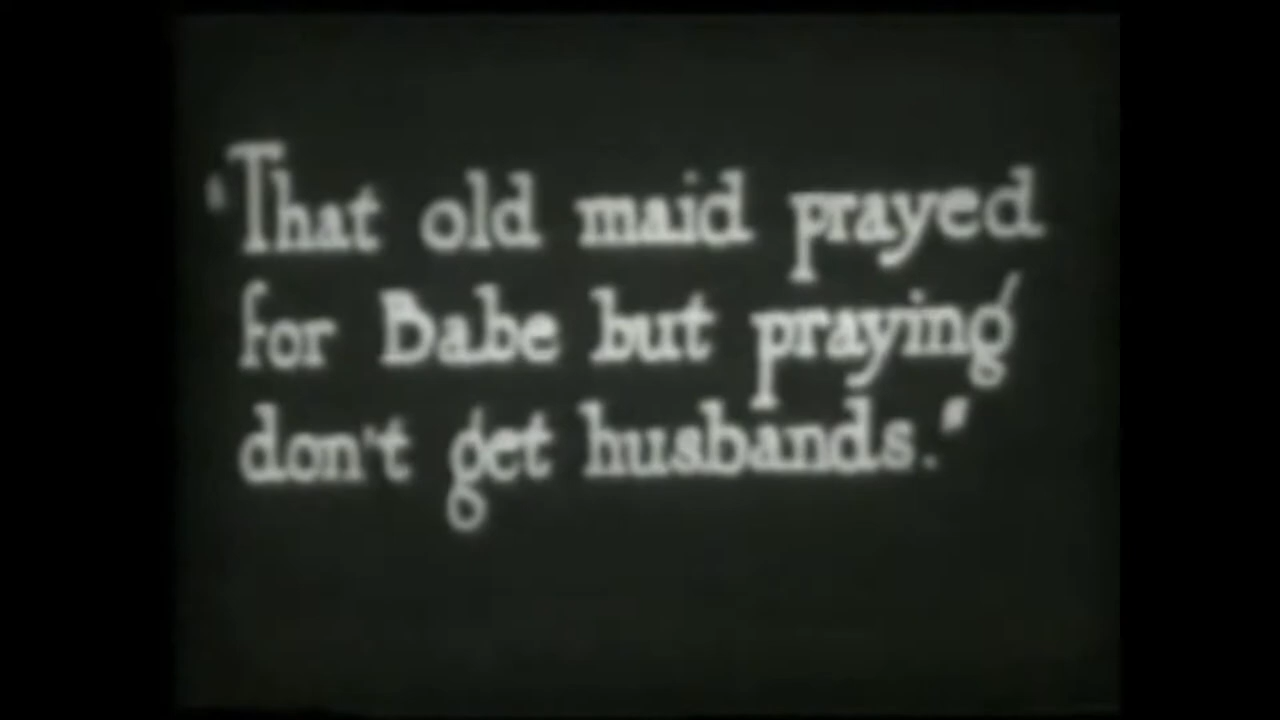 "That old maid prayed
for Babe but praying
don't get husbands."